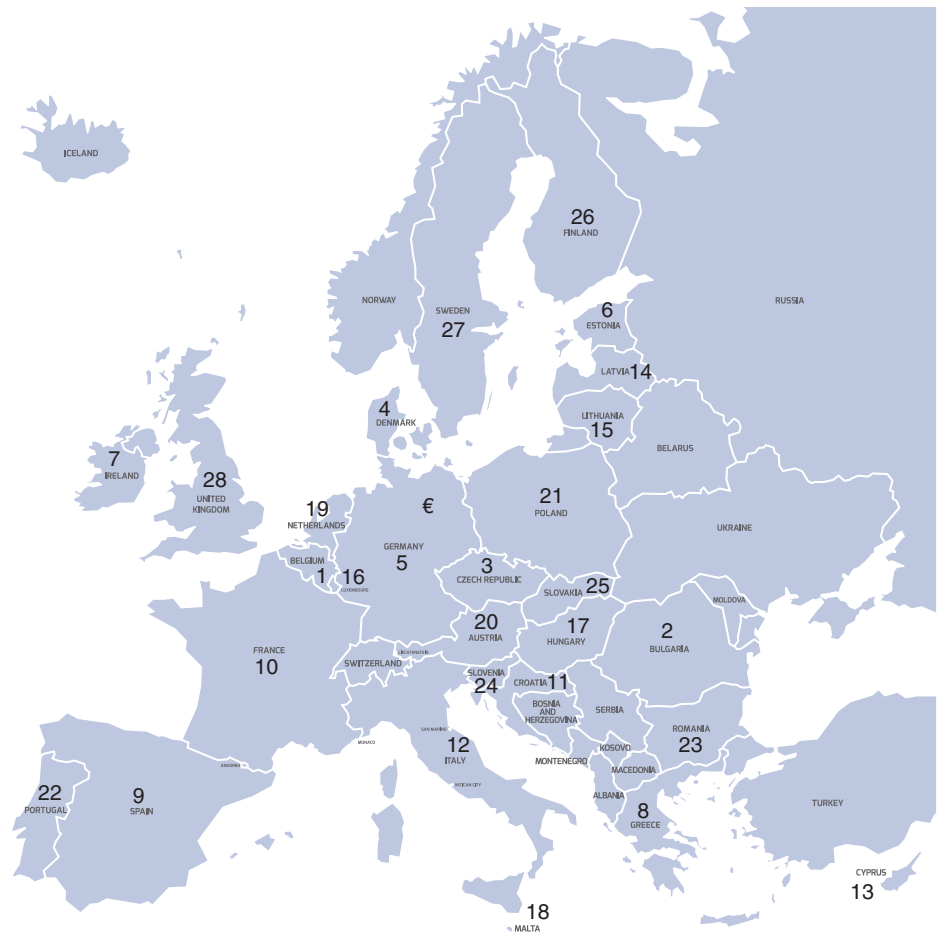 ICELAND
26
FINLAND
NORWAY
SWEDEN
27
RUSSIA
6
ESTONIA
LATVIA 14
4
DENMARK
LITHUANIA
15
BELARUS
7
IRELAND
28
UNITED
KINGDOM
19
NETHERLANDS
€
21
POLAND
UKRAINE
GERMANY
5
BELGIUM
1
16
LUXEMBOURG
3
CZECH REPUBLIC
SLOVAKIA 25
MOLDOVA
20
AUSTRIA
17
HUNGARY
2
BULGARIA
FRANCE
10
SWITZERLAND
LIECHTENSTEIN
SLOVENIA
24
CROATIA 11
BOSNIA
AND
HERZEGOVINA
SERBIA
ROMANIA
23
SAN MARINO
MONACO
12
ITALY
MONTENEGRO
KOSOVO
MACEDONIA
ANDORRA
VATICAN CITY
ALBANIA
8
GREECE
22
PORTUGAL
9
SPAIN
TURKEY
CYPRUS
13
18
MALTA